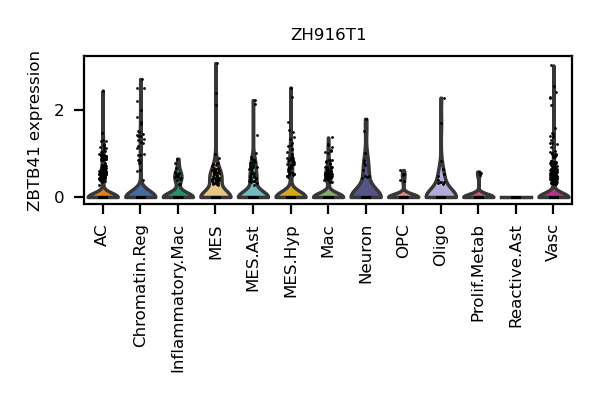 ZH916T1
ZBTB41 expression
2
0
AC
Chromatin.Reg
Inflammatory.Mac
MES
MES.Ast
MES.Hyp
Mac
Neuron
OPC
Oligo
Prolif.Metab
Reactive.Ast
Vasc